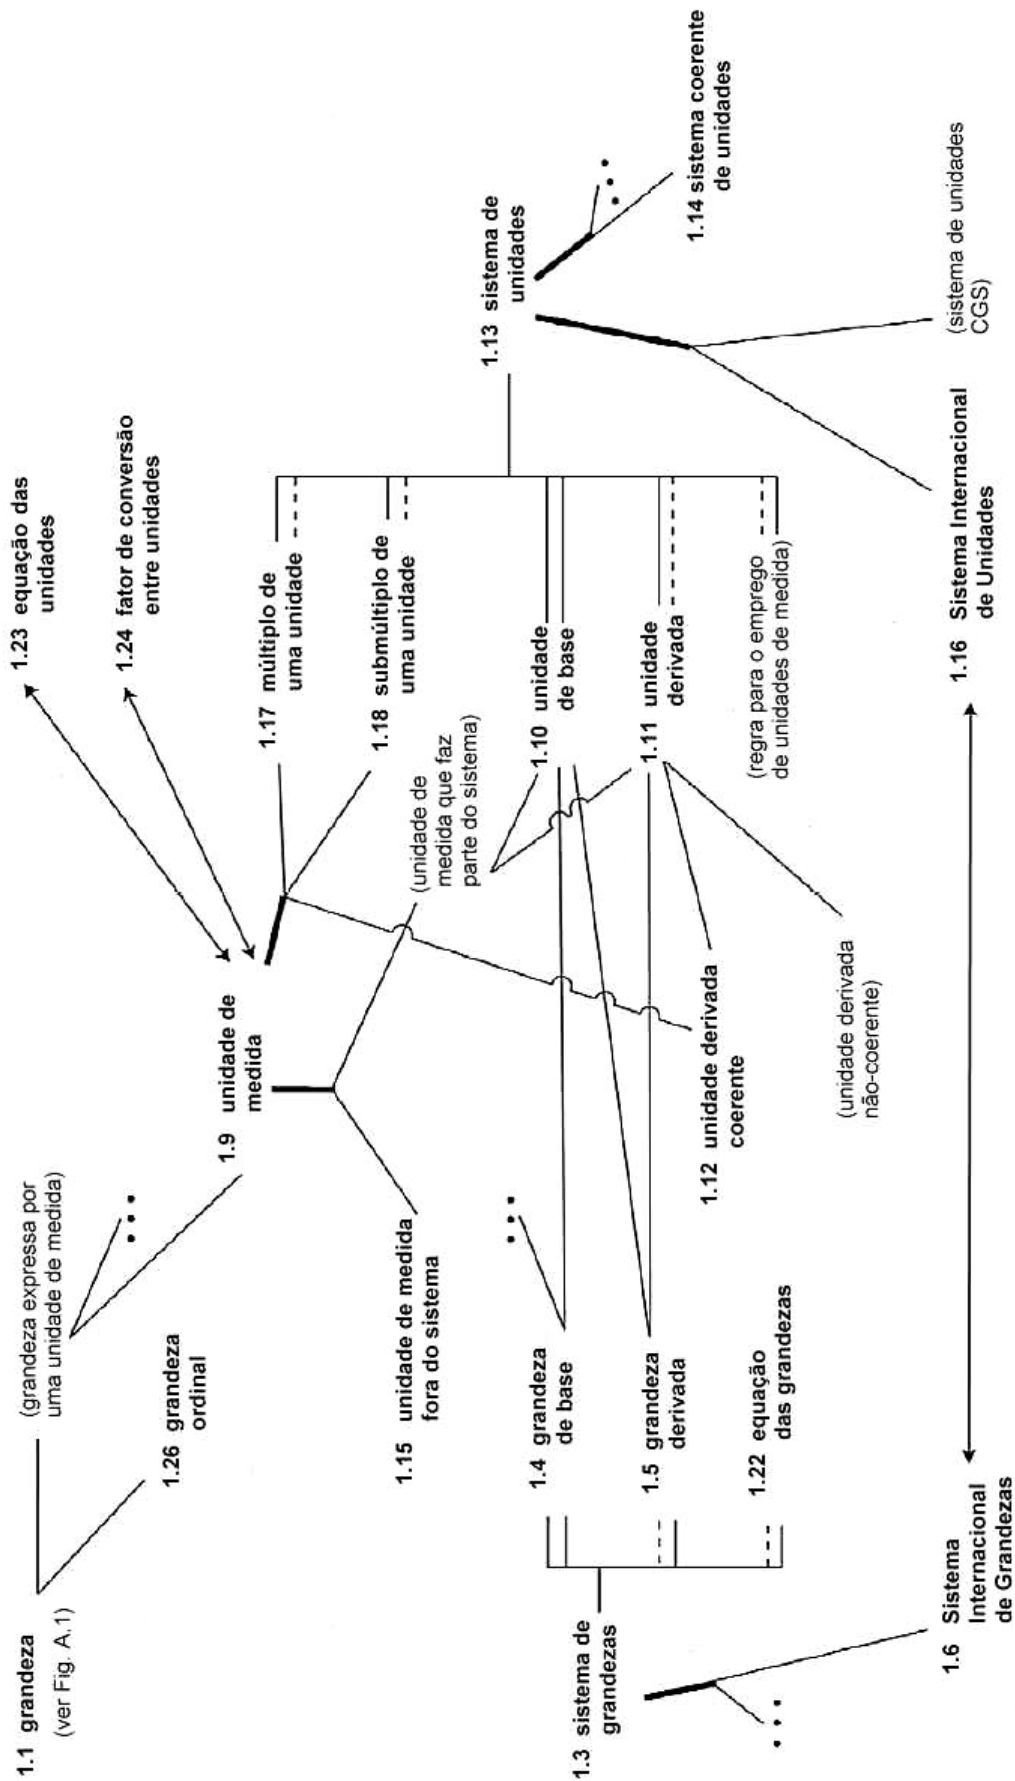 1.1 grandeza
(ver Fig. A.1)
(grandeza expressa por
uma unidade de medida)
1.26 grandeza
ordinal
1.23 equação das
unidades
1.24 fator de conversão
entre unidades
1.9 unidade de
medida
1.17 múltiplo de
uma unidade
1.18 submúltiplo de
uma unidade
1.15 unidade de medida
fora do sistema
(unidade de
medida que faz
parte do sistema)
1.13 sistema de
unidades
1.3 sistema de
grandezas
1.4 grandeza
de base
1.10 unidade
de base
1.5 grandeza
derivada
1.11 unidade
derivada
1.14 sistema coerente
de unidades
1.22 equação
das grandezas
1.12 unidade derivada
coerente
(regra para o emprego
de unidades de medida)
(unidade derivada
não-coerente)
1.6 Sistema
Internacional
de Grandezas
1.16 Sistema Internacional
de Unidades
(sistema de unidades
CGS)